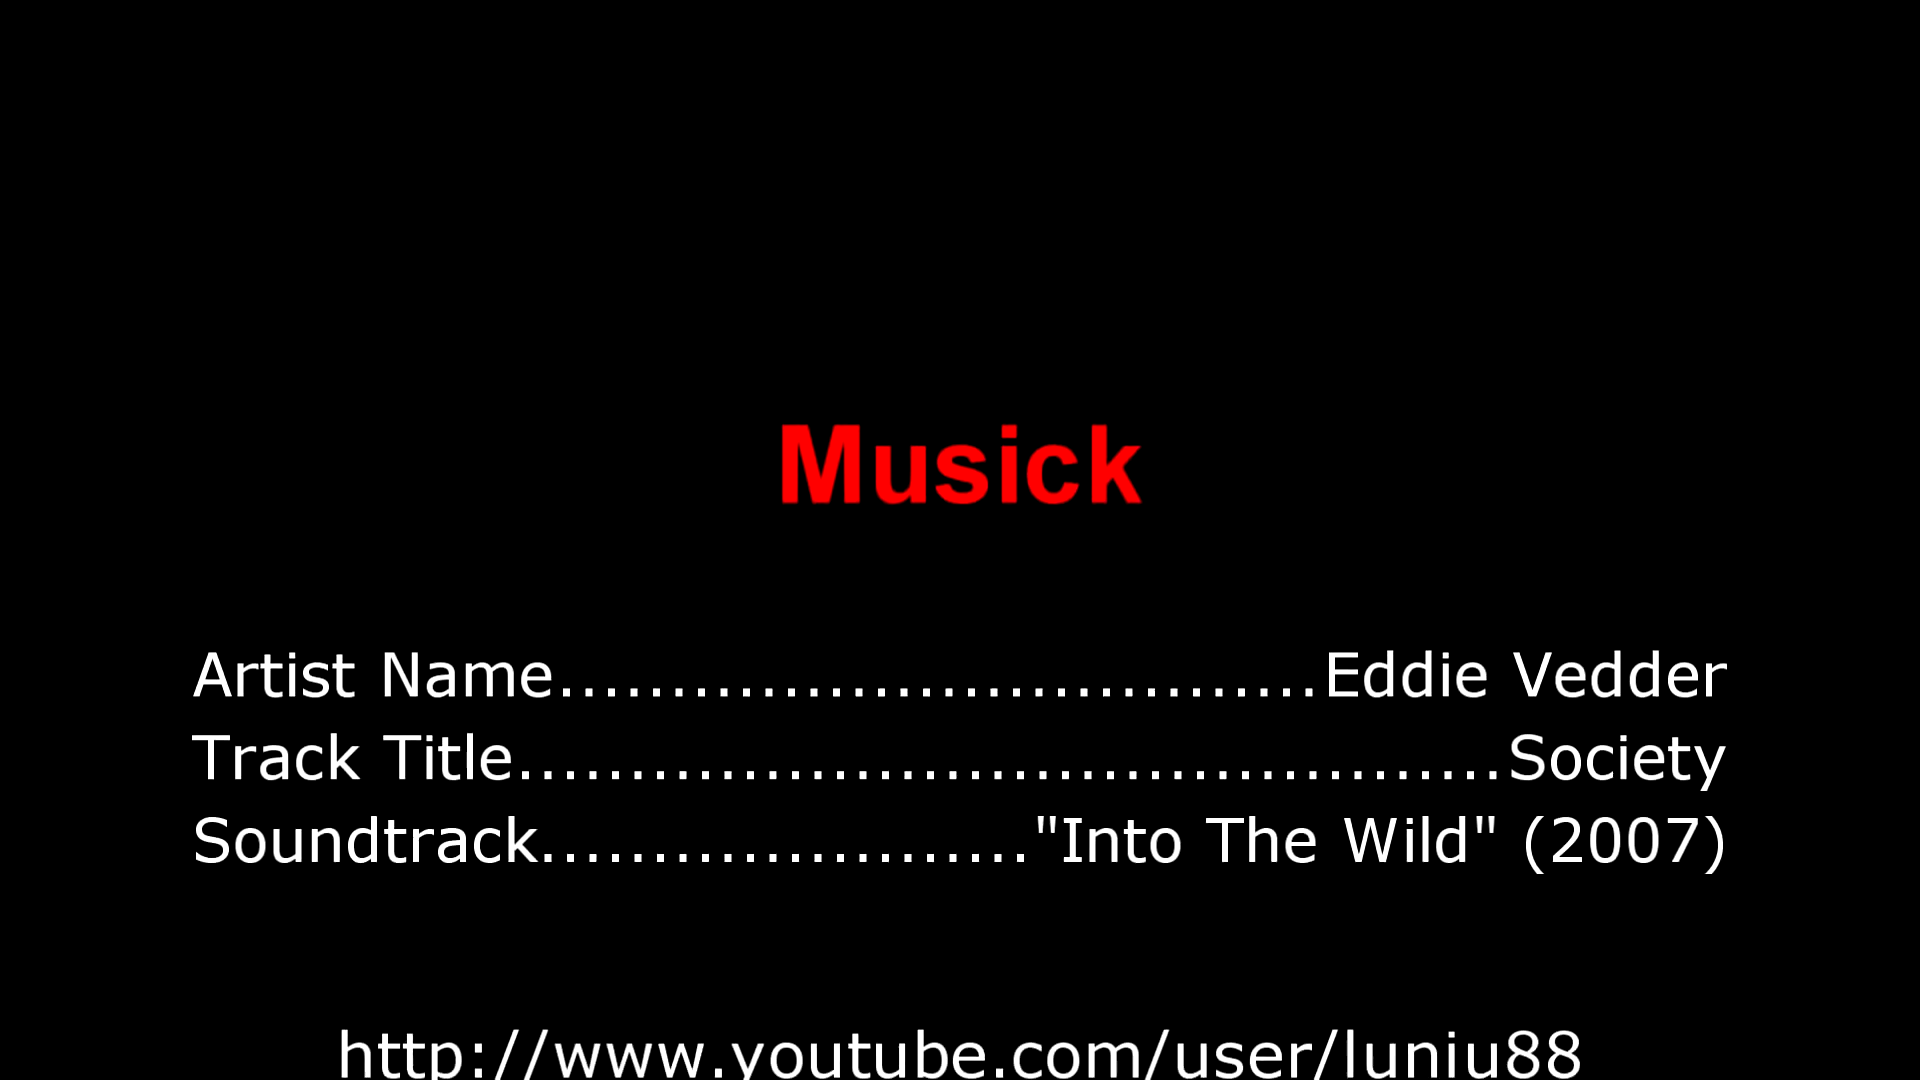 Musick
Artist Name..................................Eddie Vedder
Track Title............................................Society
Soundtrack......................"Into The Wild" (2007)
http://www.youtube.com/user/luniu88